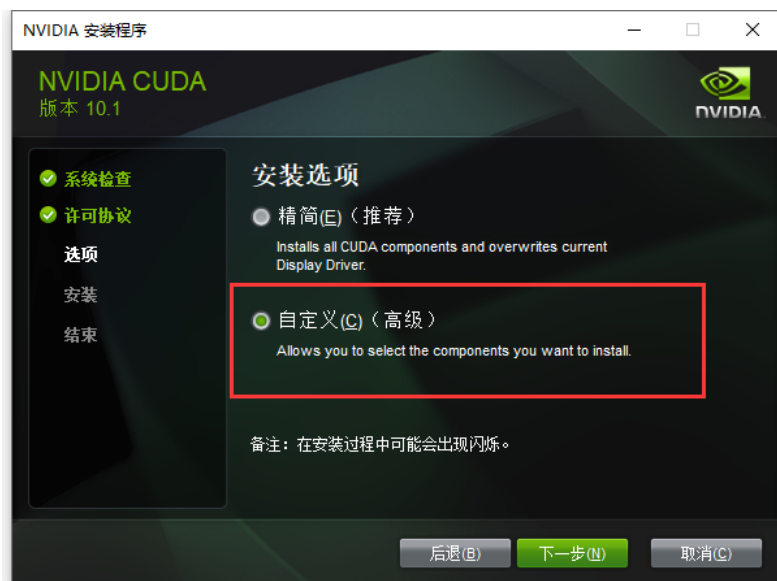 NVIDIA 安装程序
NVIDIA CUDA
版本 10.1
NVIDIA.
系统检查
许可协议
选项
安装
结束
安装选项
精简(E)（推荐）
Installs all CUDA components and overwrites current
Display Driver.
自定义(C)（高级）
Allows you to select the components you want to install.
备注：在安装过程中可能会出现闪烁。
后退(B)
下一步(N)
取消(C)